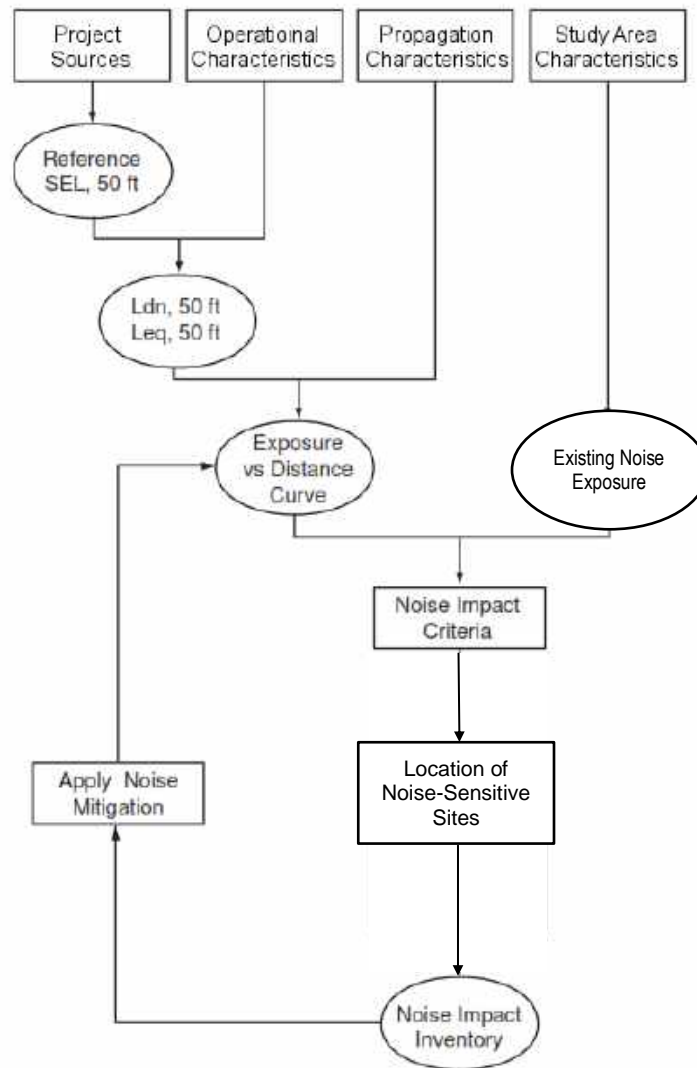 Project
Sources
Operatioinal
Characteristics
Propagation
Characteristics
Study Area
Characteristics
Reference
SEL, 50 ft
Ldn, 50 ft
Leq, 50 ft
Exposure
vs Distance
Curve
Existing Noise
Exposure
Noise Impact
Criteria
Location of
Noise-Sensitive
Sites
Apply Noise
Mitigation
Noise Impact
Inventory